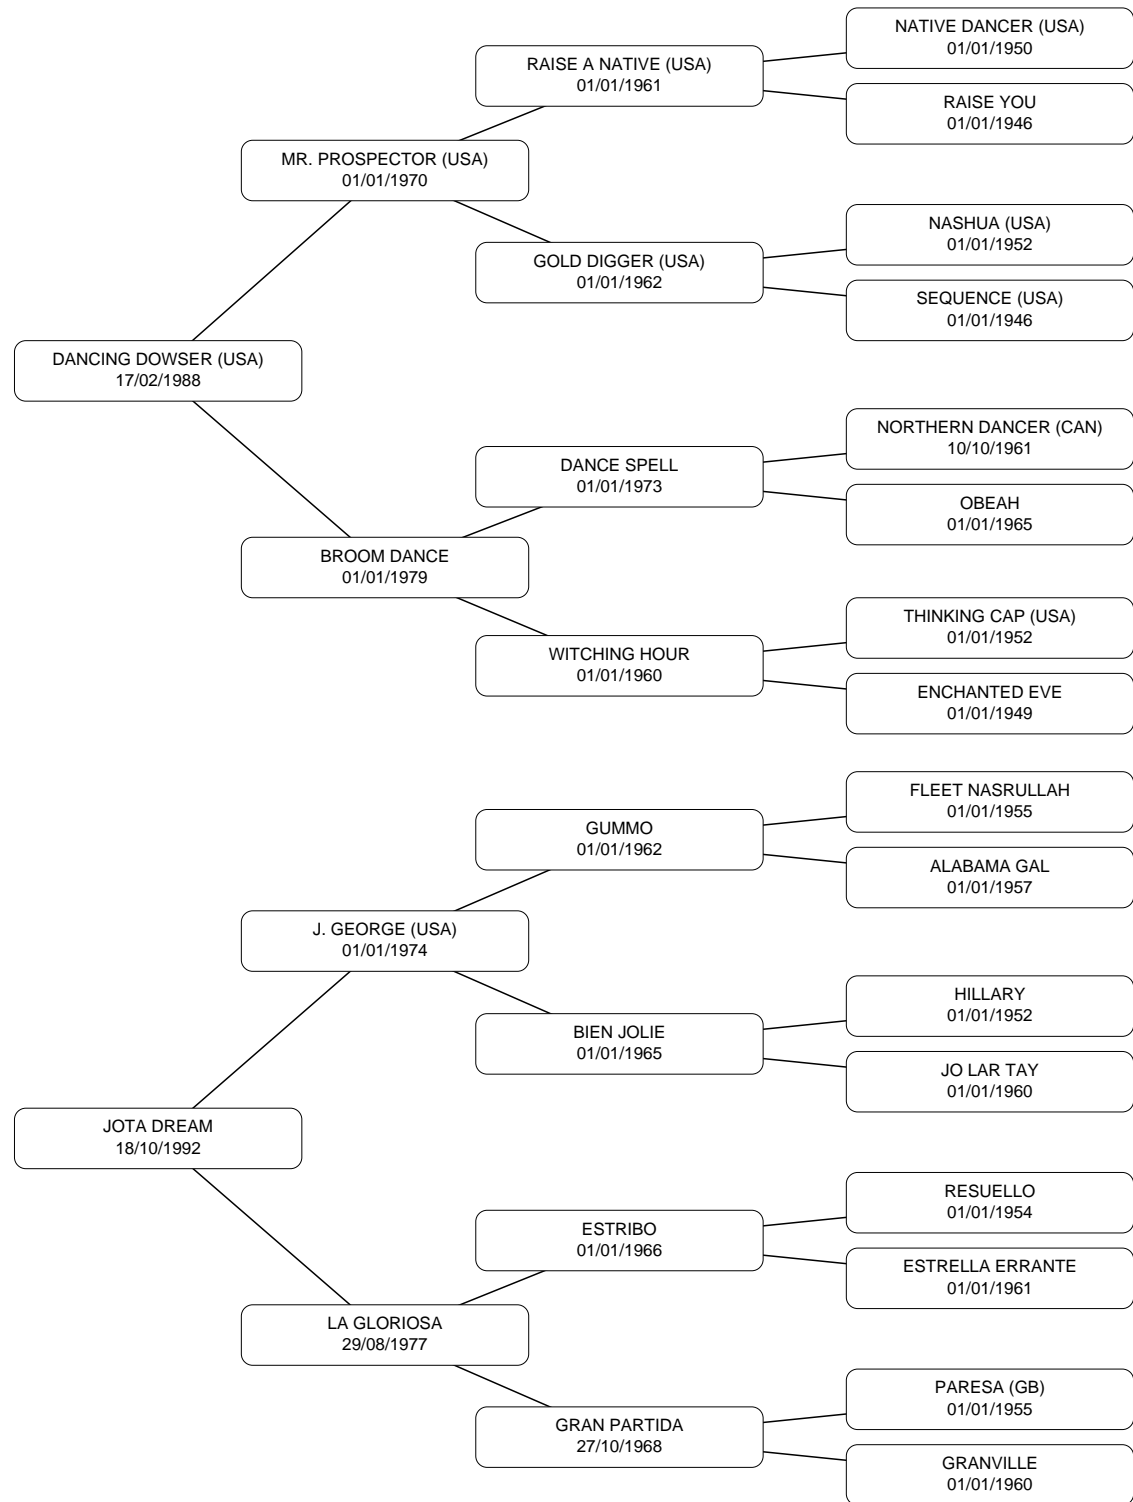 NATIVE DANCER (USA)
01/01/1950
RAISE A NATIVE (USA)
01/01/1961
RAISE YOU
01/01/1946
MR. PROSPECTOR (USA)
01/01/1970
NASHUA (USA)
01/01/1952
GOLD DIGGER (USA)
01/01/1962
SEQUENCE (USA)
01/01/1946
DANCING DOWSER (USA)
17/02/1988
NORTHERN DANCER (CAN)
10/10/1961
DANCE SPELL
01/01/1973
OBEAH
01/01/1965
BROOM DANCE
01/01/1979
THINKING CAP (USA)
01/01/1952
WITCHING HOUR
01/01/1960
ENCHANTED EVE
01/01/1949
FLEET NASRULLAH
01/01/1955
GUMMO
01/01/1962
ALABAMA GAL
01/01/1957
J. GEORGE (USA)
01/01/1974
HILLARY
01/01/1952
BIEN JOLIE
01/01/1965
JO LAR TAY
01/01/1960
JOTA DREAM
18/10/1992
RESUELLO
01/01/1954
ESTRIBO
01/01/1966
ESTRELLA ERRANTE
01/01/1961
LA GLORIOSA
29/08/1977
PARESA (GB)
01/01/1955
GRAN PARTIDA
27/10/1968
GRANVILLE
01/01/1960